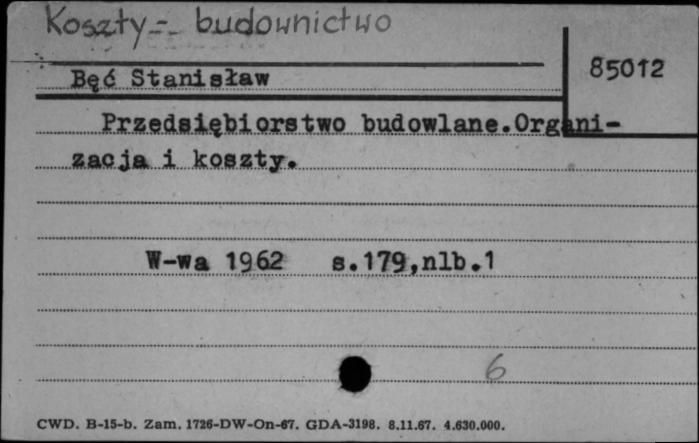 Koszty -- budownictwo
85012
Bęć Stanisław
Przedsiębiorstwo budowlane.Organi-
zacja i koszty.
W-wa 1962 s.179,nlb.1
6
CWD. B-15-b. Zam. 1726-DW-On-67. GDA-3198. 8.11.67. 4.630.000.